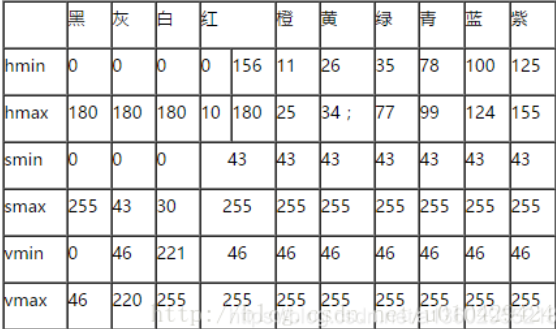 黑 灰 白 红 橙 黄 绿 青 蓝 紫
hmin 0 0 0 0 156 11 26 35 78 100 125
hmax 180 180 180 10 180 25 34； 77 99 124 155
smin 0 0 0 43 43 43 43 43 43 43
smax 255 43 30 255 255 255 255 255 255 255
vmin 0 46 221 46 46 46 46 46 46 46
vmax 46 220 255 255 255 255 255 255 255 255